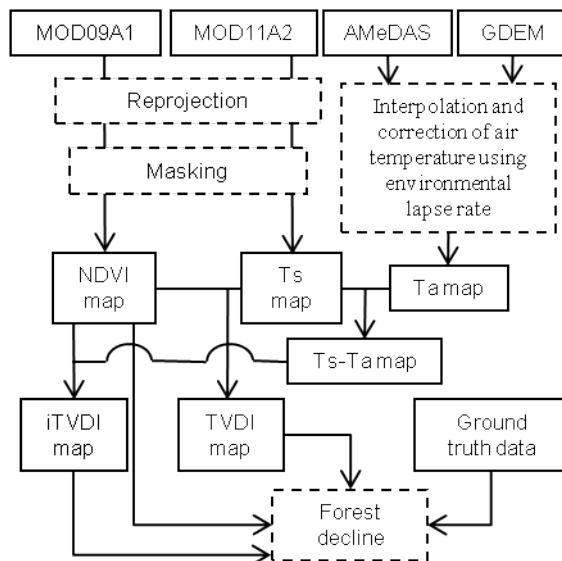 MOD09A1
MOD11A2
AMeDAS
GDEM
Reprojection
Masking
Interpolation and
correction of air
temperature using
environmental
lapse rate
NDVI
map
Ts
map
Ta map
Ts-Ta map
iTVDI
map
TVDI
map
Ground
truth data
Forest
decline